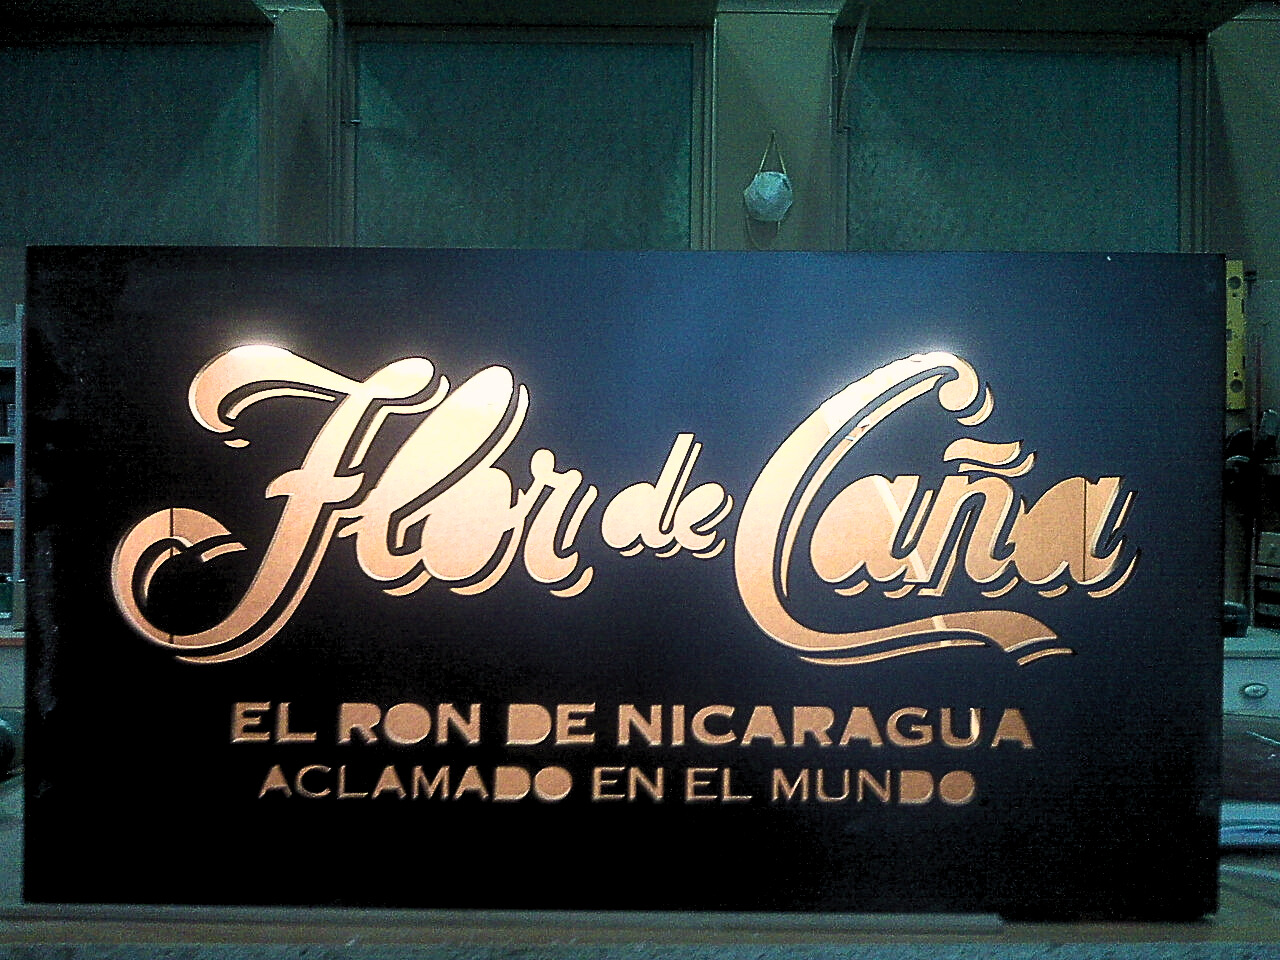 Flor de Caña
EL RON DE NICARAGUA
ACLAMADO EN EL MUNDO